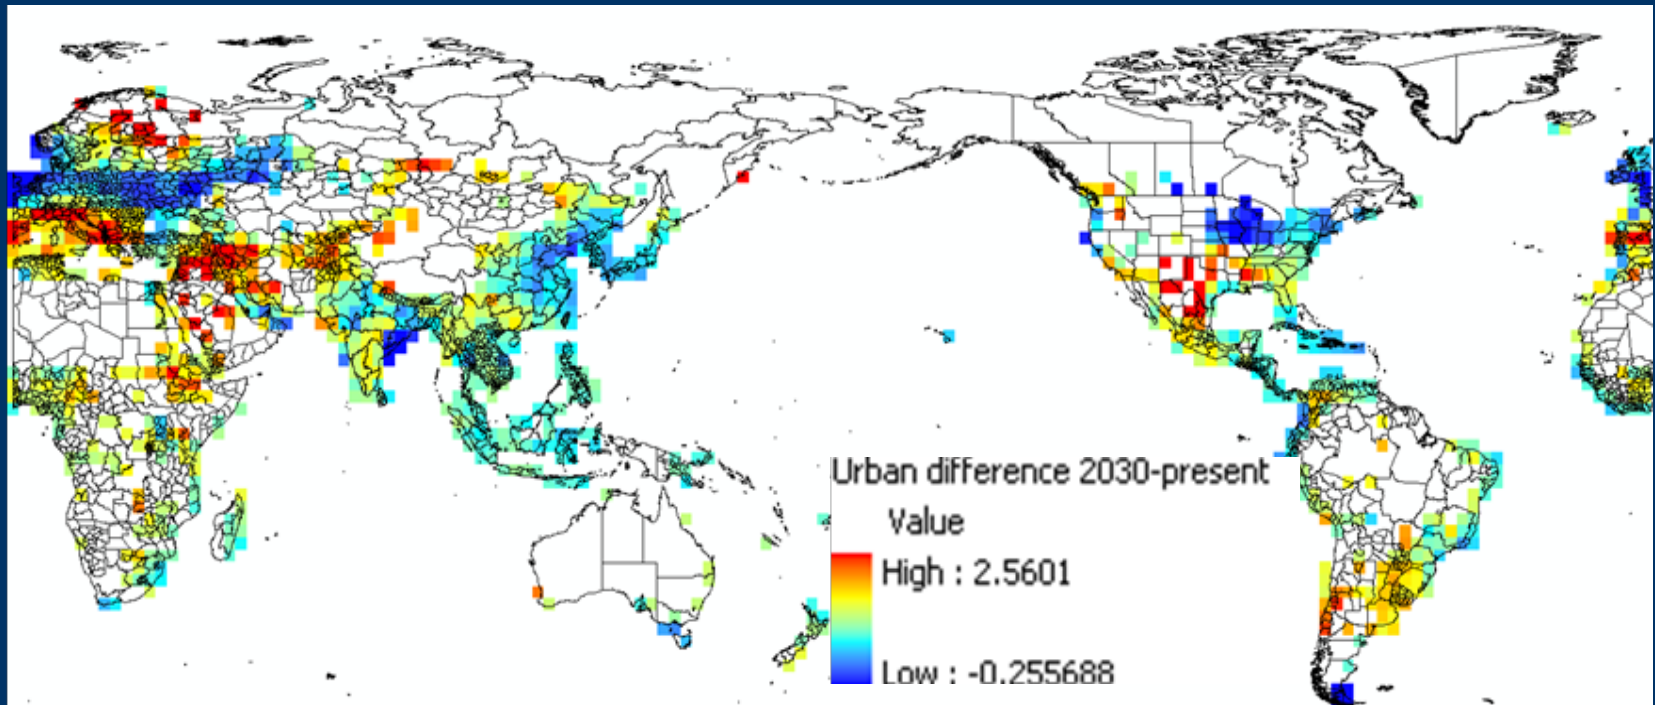 Urban difference 2030-present
Value
High : 2.5601
Low : -0.255688